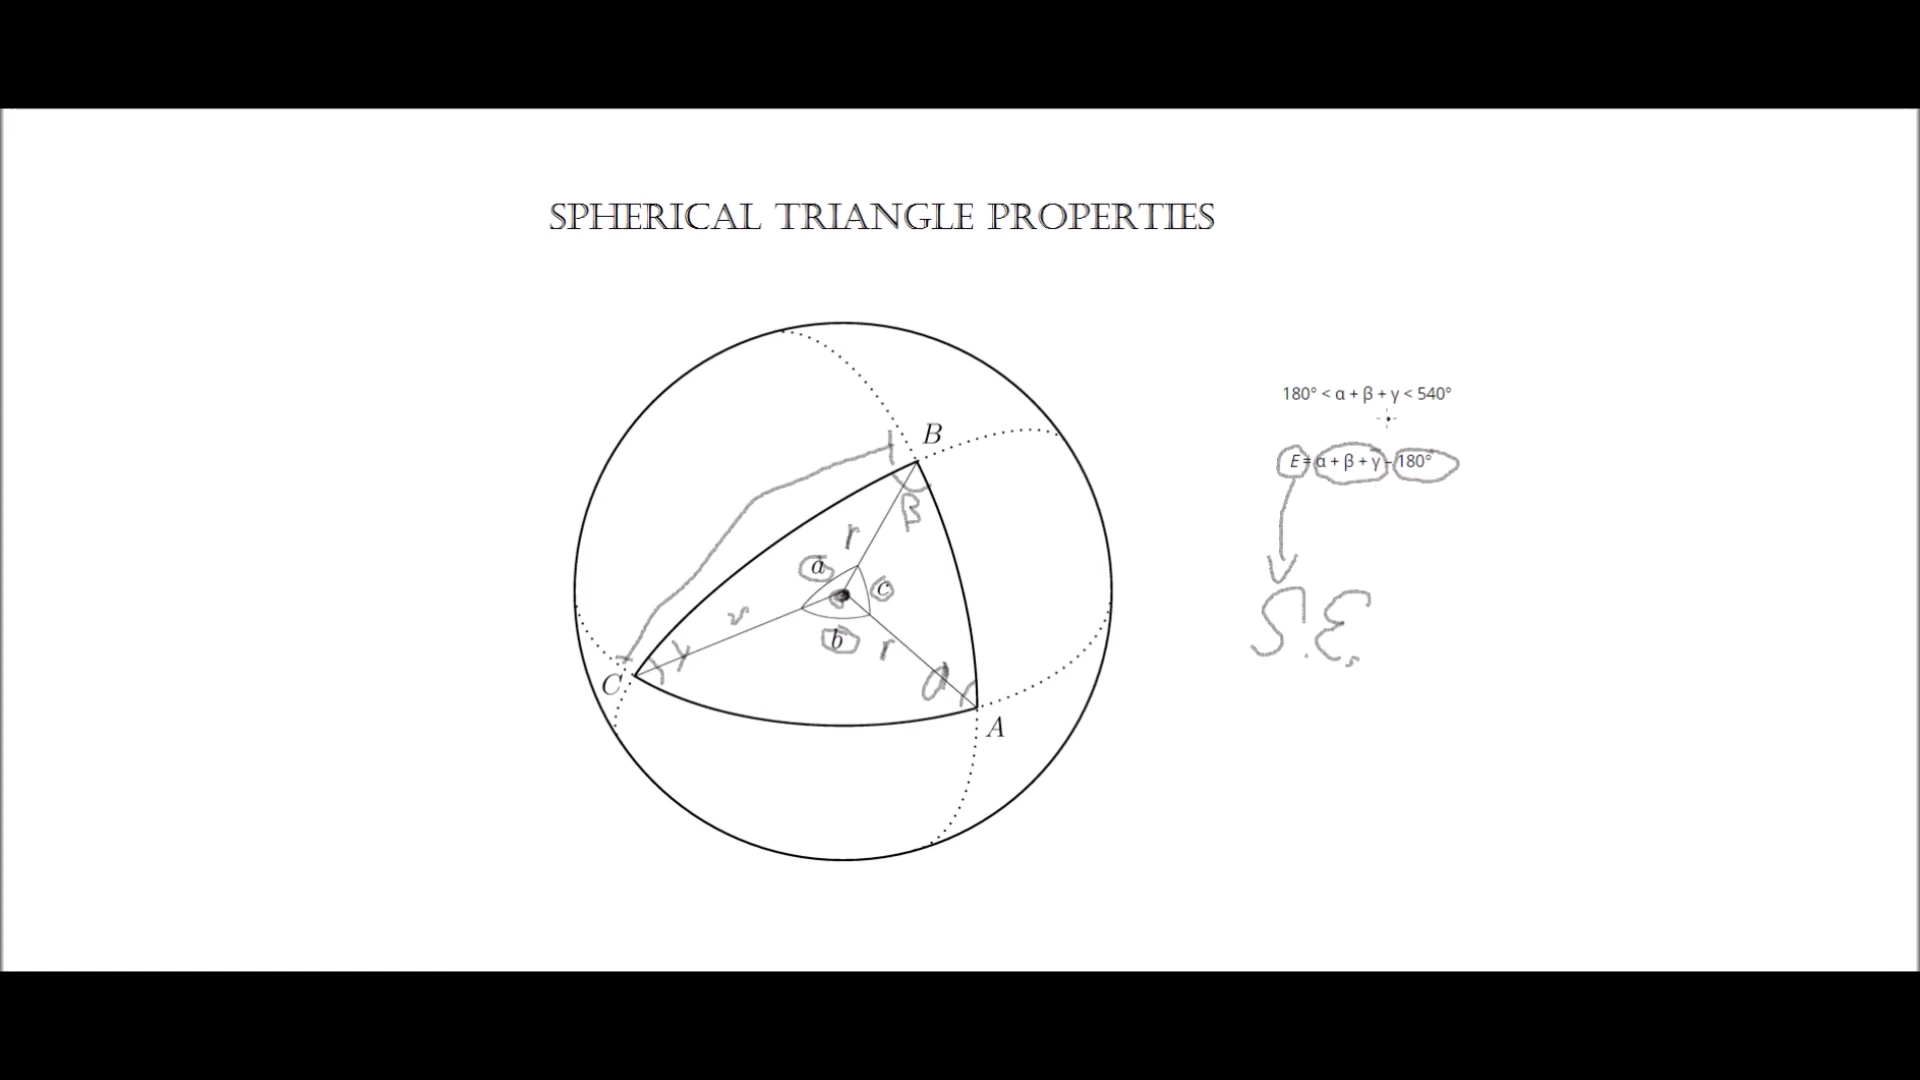 SPHERICAL TRIANGLE PROPERTIES
180° < α + β + γ < 540°
B
E = α + β + γ - 180°
β
r
a
c
S.E.
r
b
r
γ
C
α
A